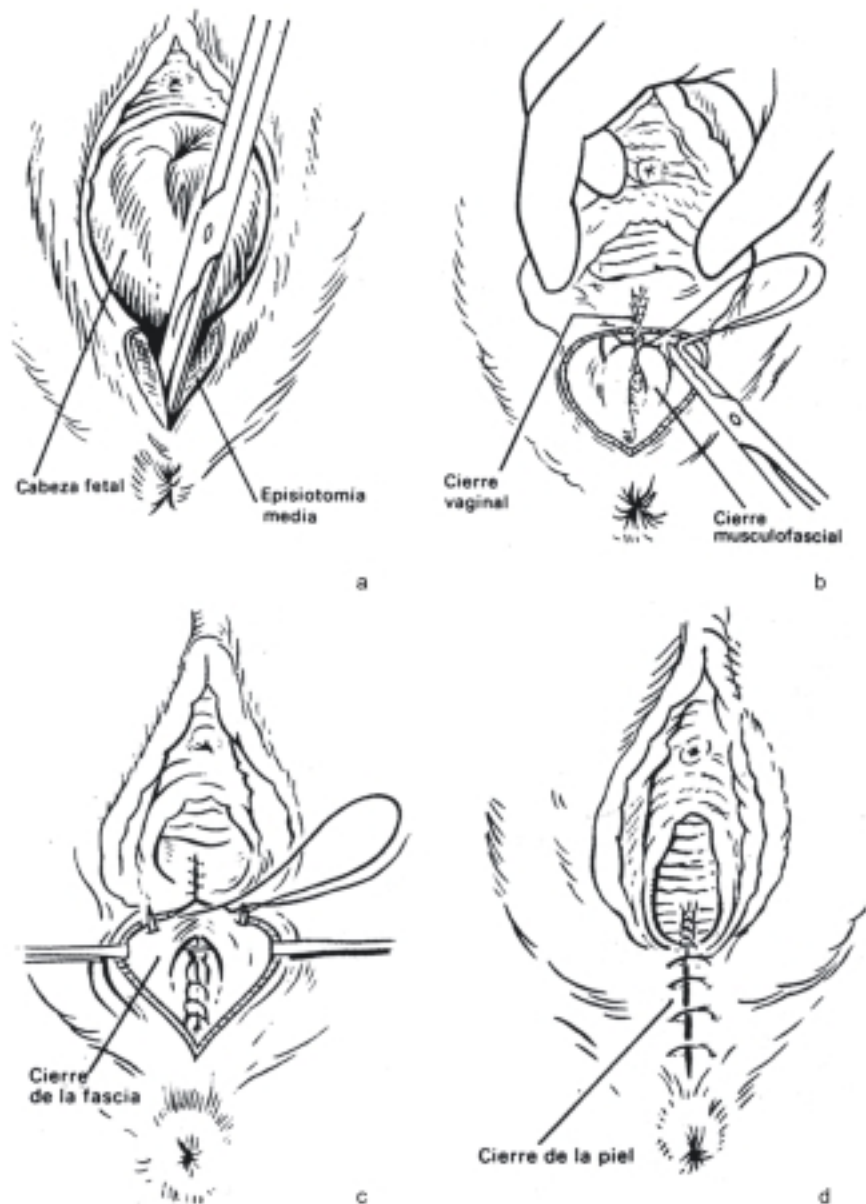 Cabeza fetal
Episiotomía
media
a
Cierre
vaginal
Cierre
musculofascial
b
Cierre
de la fascia
c
Cierre de la piel
d